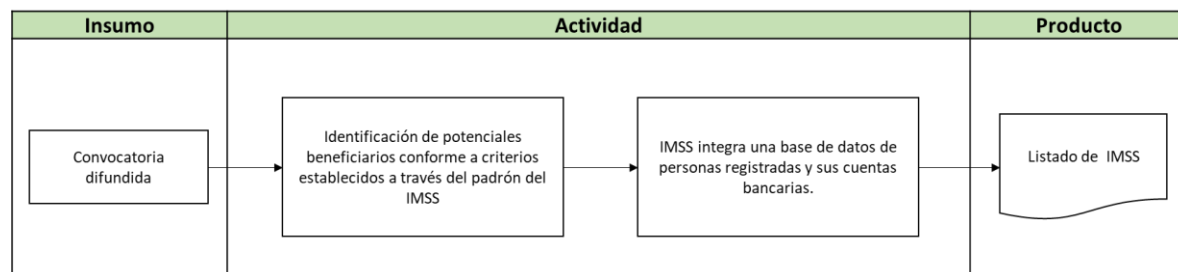 Insumo
Actividad
Producto
Convocatoria
difundida
Identificación de potenciales
beneficiarios conforme a criterios
establecidos a través del padrón del
IMSS
IMSS integra una base de datos de
personas registradas y sus cuentas
bancarias.
Listado de IMSS